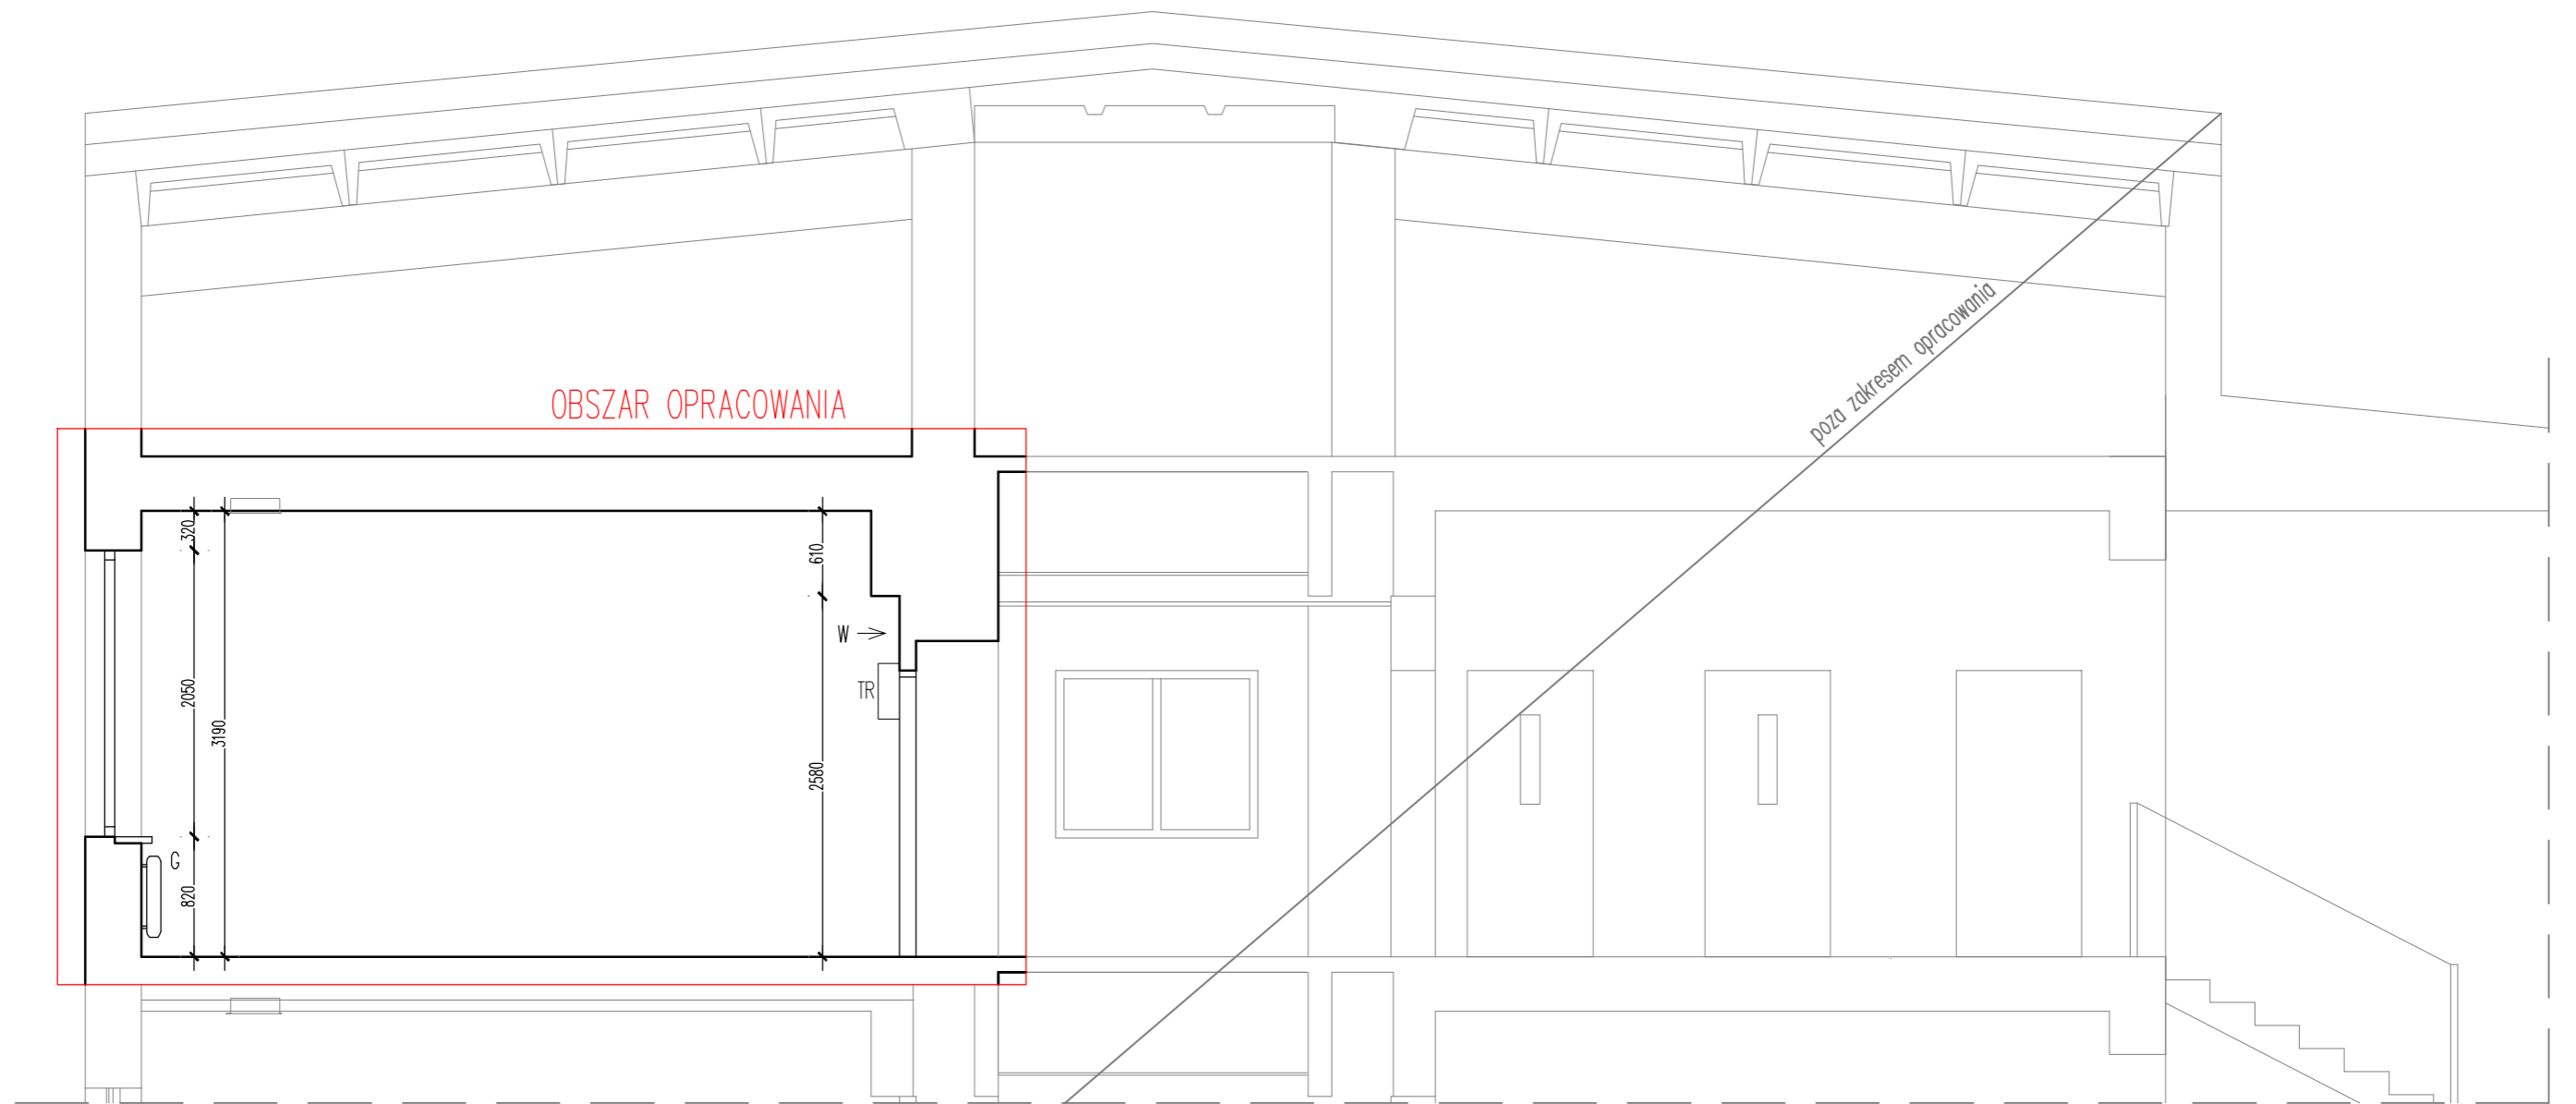 poza zakresem opracowania
OBSZAR OPRACOWANIA
320
610
W
TR
2050
3190
2580
G
820